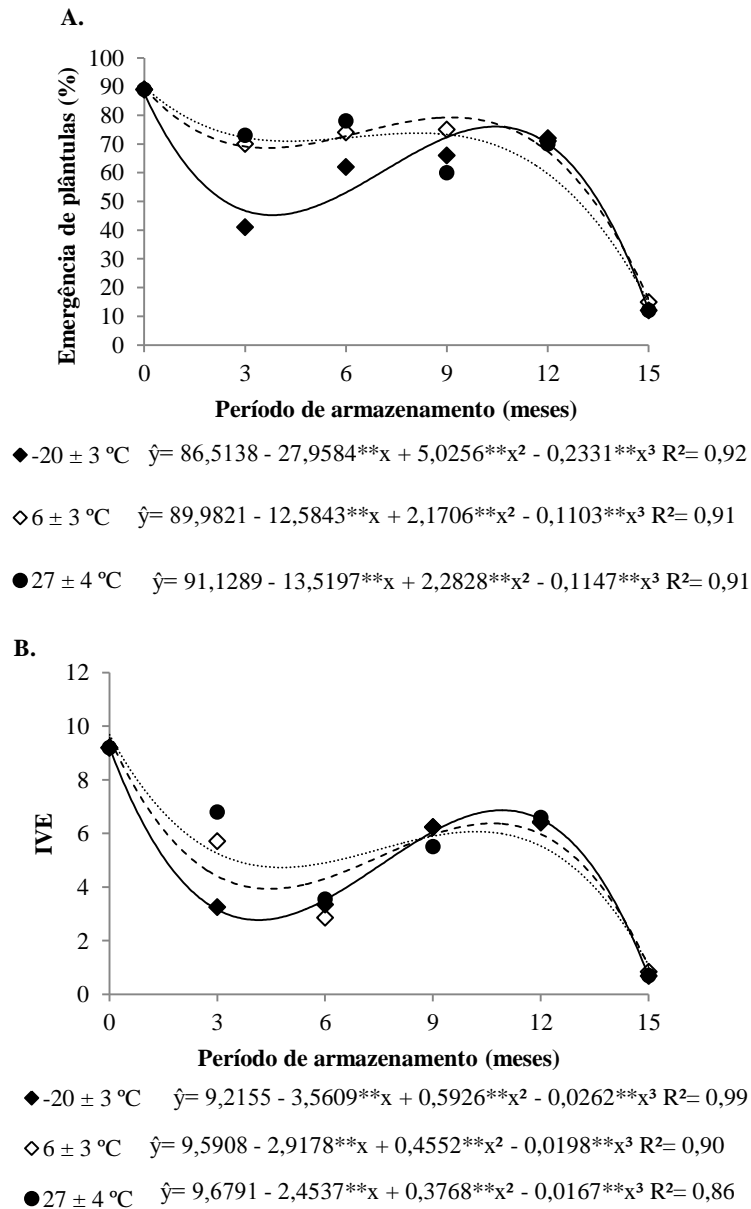 A.
Emergência de plântulas (%)
100
90
80
70
60
50
40
30
20
10
0
0 3 6 9 12 15
Período de armazenamento (meses)
-20 ± 3 ºC ŷ= 86,5138 - 27,9584**x + 5,0256**x² - 0,2331**x³ R²= 0,92
6 ± 3 ºC ŷ= 89,9821 - 12,5843**x + 2,1706**x² - 0,1103**x³ R²= 0,91
27 ± 4 ºC ŷ= 91,1289 - 13,5197**x + 2,2828**x² - 0,1147**x³ R²= 0,91
B.
IVE
12
10
8
6
4
2
0
0 3 6 9 12 15
Período de armazenamento (meses)
-20 ± 3 ºC ŷ= 9,2155 - 3,5609**x + 0,5926**x² - 0,0262**x³ R²= 0,99
6 ± 3 ºC ŷ= 9,5908 - 2,9178**x + 0,4552**x² - 0,0198**x³ R²= 0,90
27 ± 4 ºC ŷ= 9,6791 - 2,4537**x + 0,3768**x² - 0,0167**x³ R²= 0,86